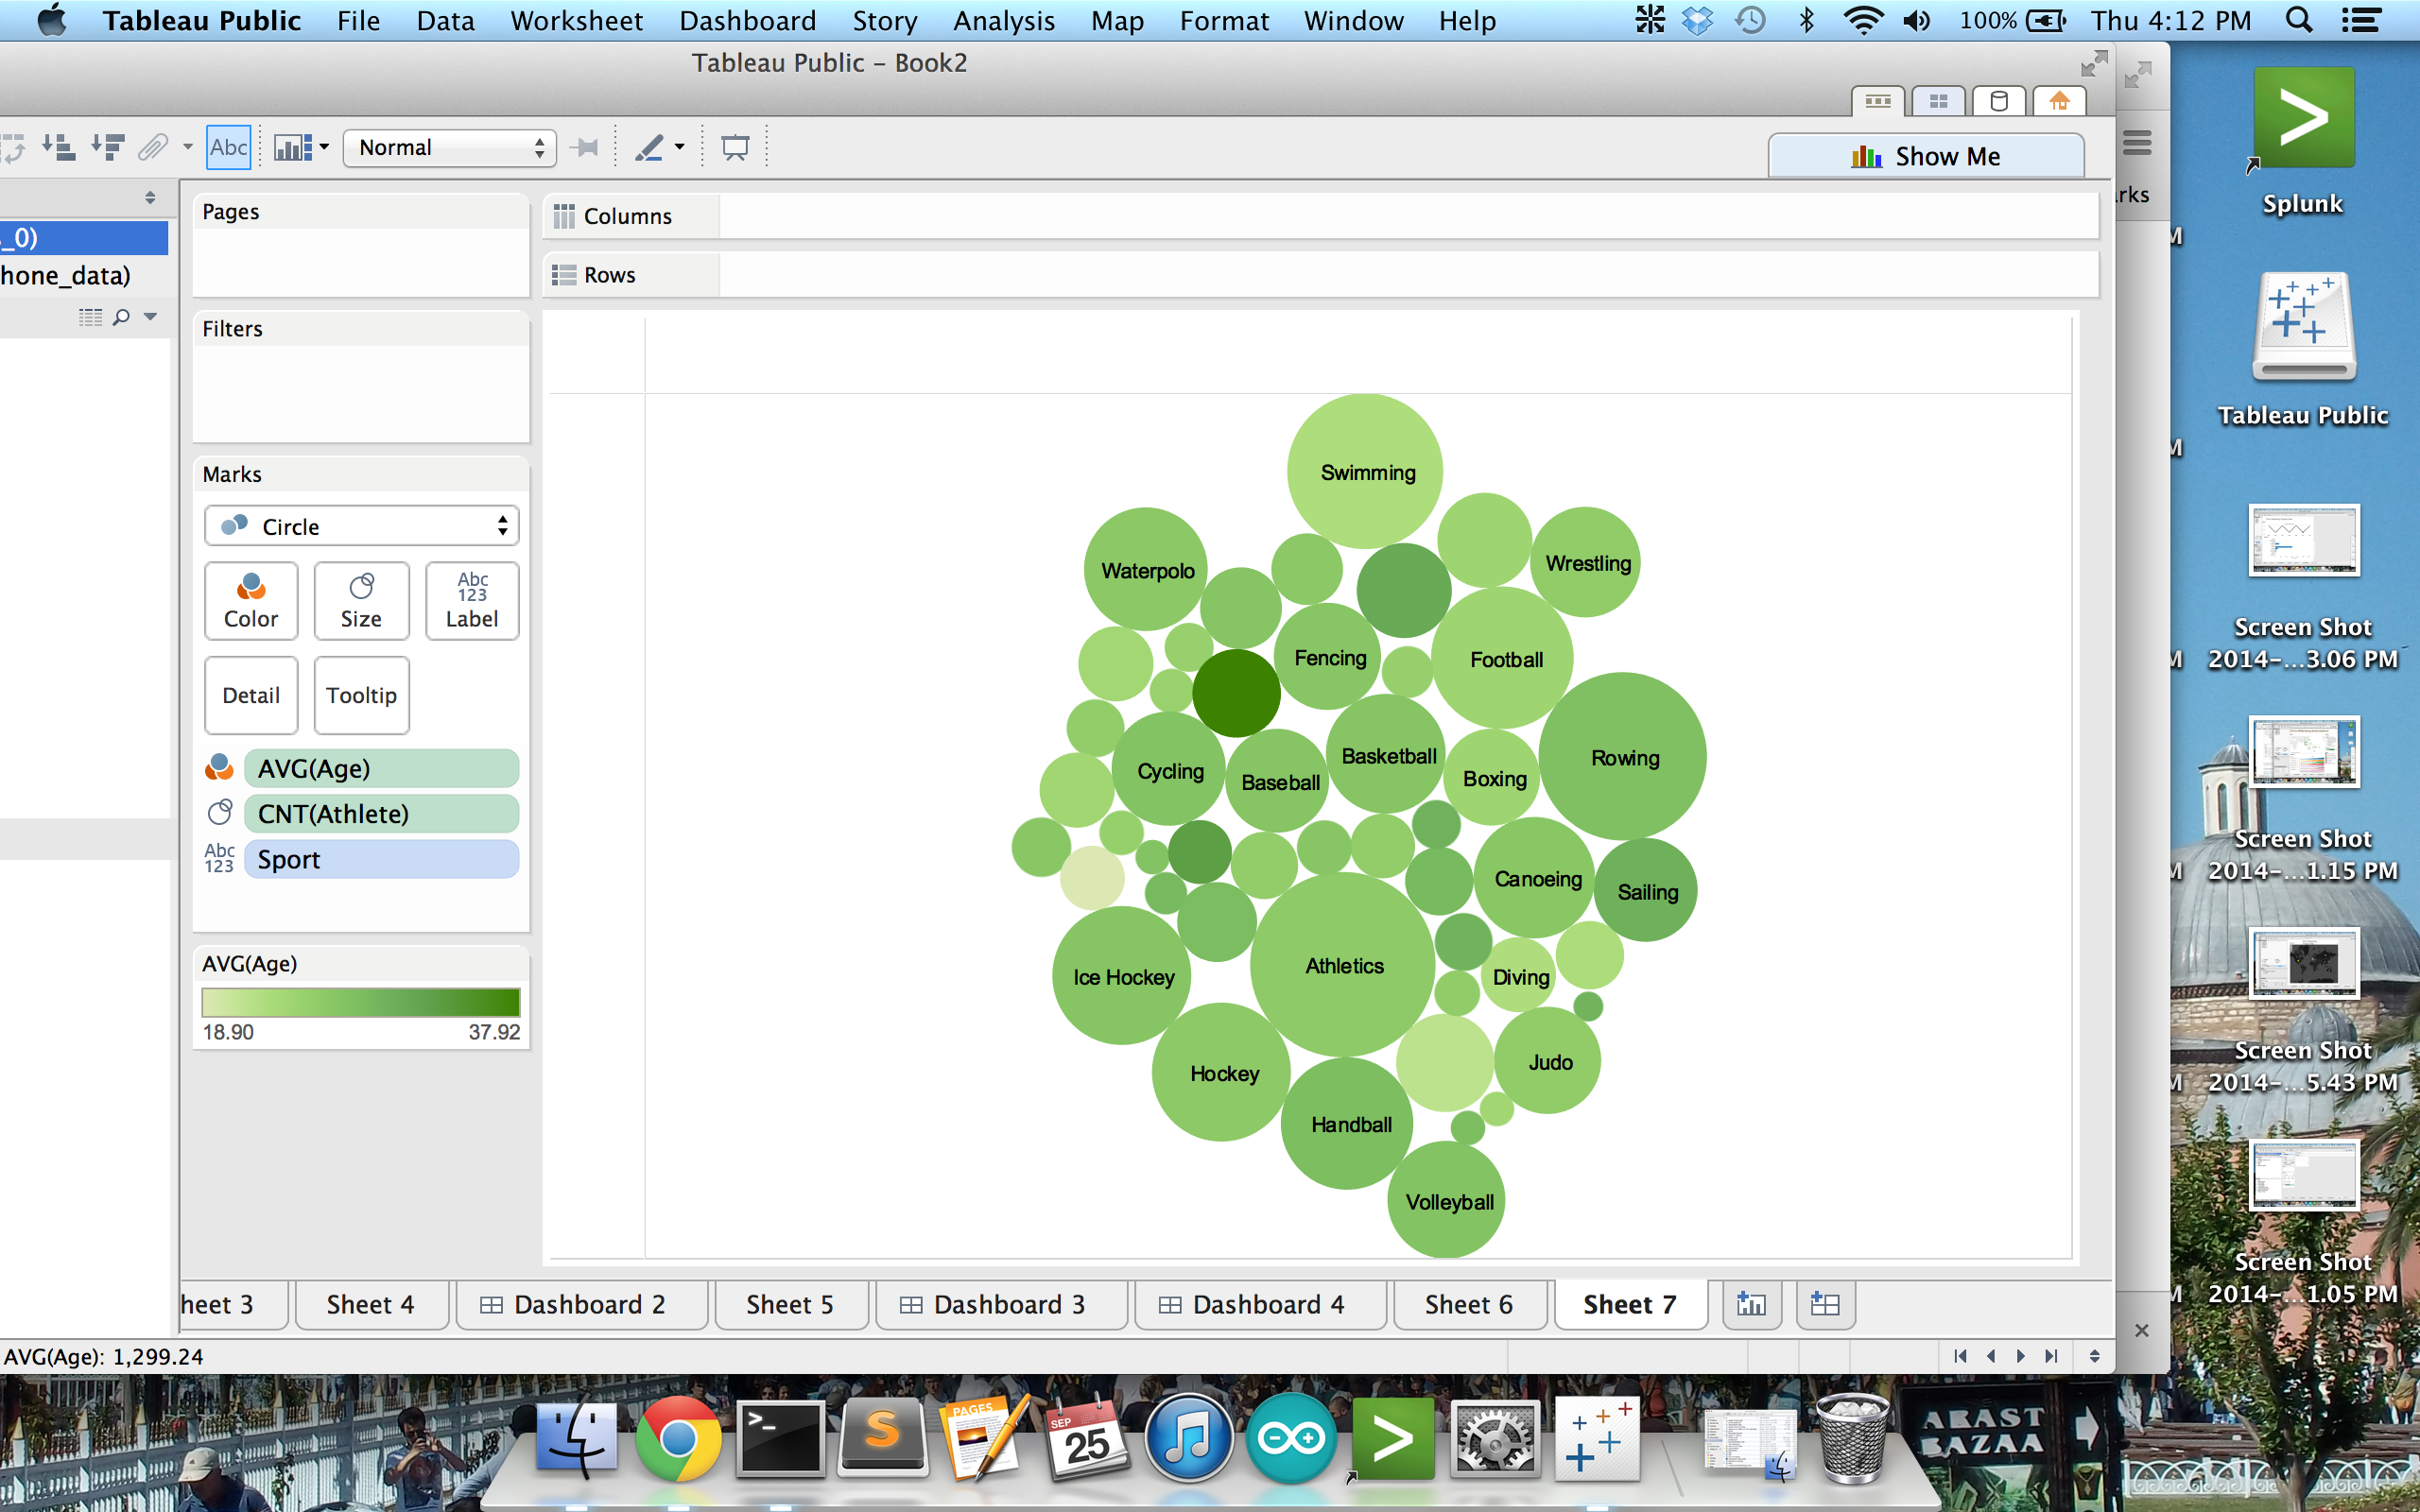 Tableau Public File Data Worksheet Dashboard Story Analysis Map Format Window Help 100% Thu 4:12 PM
Tableau Public - Book2
Abc Normal Show Me
rks
_0)
hone_data)
Pages
Columns
Rows
Filters
Marks
Circle
Color Size Abc 123 Label
Detail Tooltip
AVG(Age)
CNT(Athlete)
Abc 123 Sport
AVG(Age)
18.90 37.92
Swimming
Waterpolo
Wrestling
Fencing
Football
Cycling
Baseball
Basketball
Boxing
Rowing
Canoeing
Sailing
Ice Hockey
Athletics
Diving
Hockey
Judo
Handball
Volleyball
heet 3 Sheet 4 Dashboard 2 Sheet 5 Dashboard 3 Dashboard 4 Sheet 6 Sheet 7
AVG(Age): 1,299.24
Splunk
Tableau Public
Screen Shot
2014-...3.06 PM
Screen Shot
2014-...1.15 PM
Screen Shot
2014-...5.43 PM
Screen Shot
2014-...1.05 PM
M
M
M
M
M
M
PAGES
SEP
25
ARAST
BAZAA